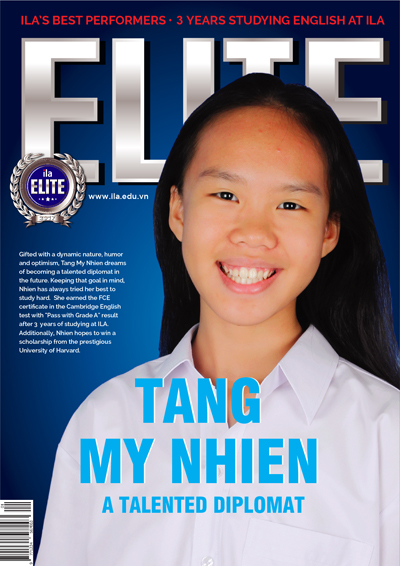 ILA'S BEST PERFORMERS • 3 YEARS STUDYING ENGLISH AT ILA
ELITE
ila
ELITE
www.ila.edu.vn
Gifted with a dynamic nature, humor
and optimism, Tang My Nhien dreams
of becoming a talented diplomat in
the future. Keeping that goal in mind,
Nhien has always tried her best to
study hard. She earned the FCE
certificate in the Cambridge English
test with "Pass with Grade A" result
after 3 years of studying at ILA.
Additionally, Nhien hopes to win a
scholarship from the prestigious
University of Harvard.
TANG
MY NHIEN
A TALENTED DIPLOMAT